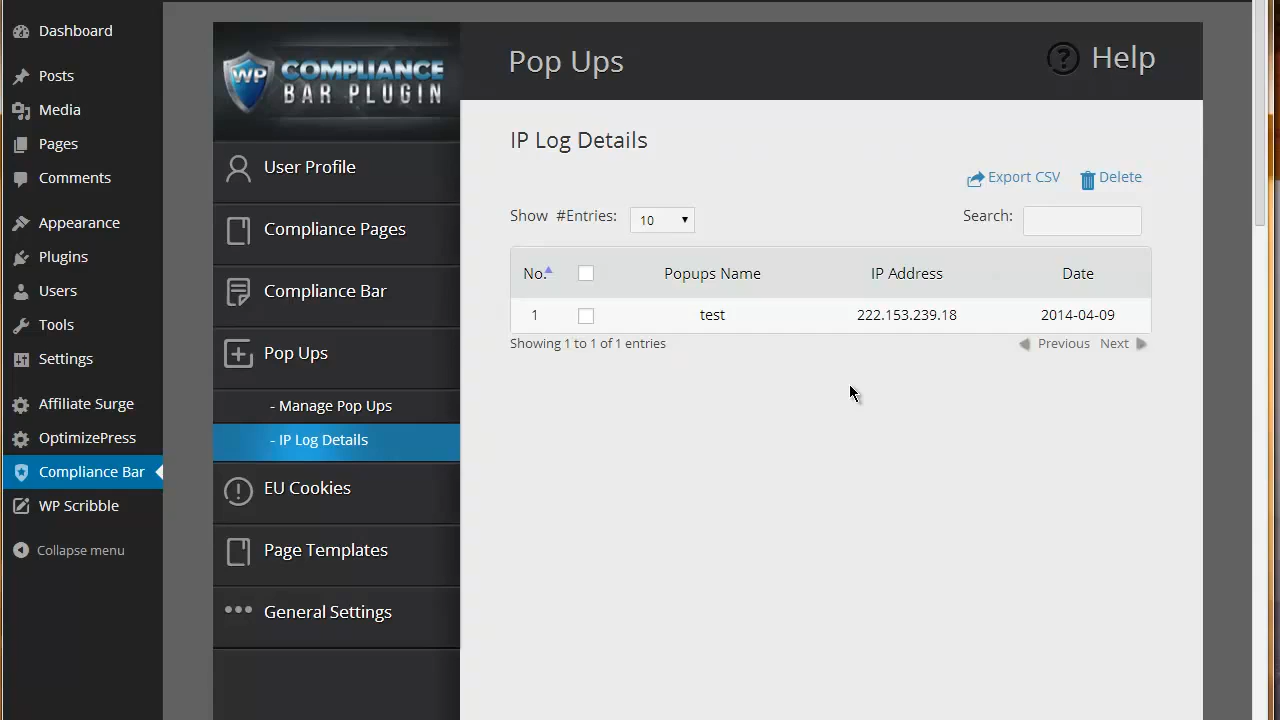 Dashboard
Posts
Media
Pages
Comments
Appearance
Plugins
Users
Tools
Settings
Affiliate Surge
OptimizePress
Compliance Bar
WP Scribble
Collapse menu
WP COMPLIANCE
BAR PLUGIN
User Profile
Compliance Pages
Compliance Bar
Pop Ups
- Manage Pop Ups
- IP Log Details
EU Cookies
Page Templates
General Settings
Pop Ups
? Help
IP Log Details
Export CSV Delete
Show #Entries: 10 Search:
No. Popups Name IP Address Date
1 test 222.153.239.18 2014-04-09
Showing 1 to 1 of 1 entries Previous Next